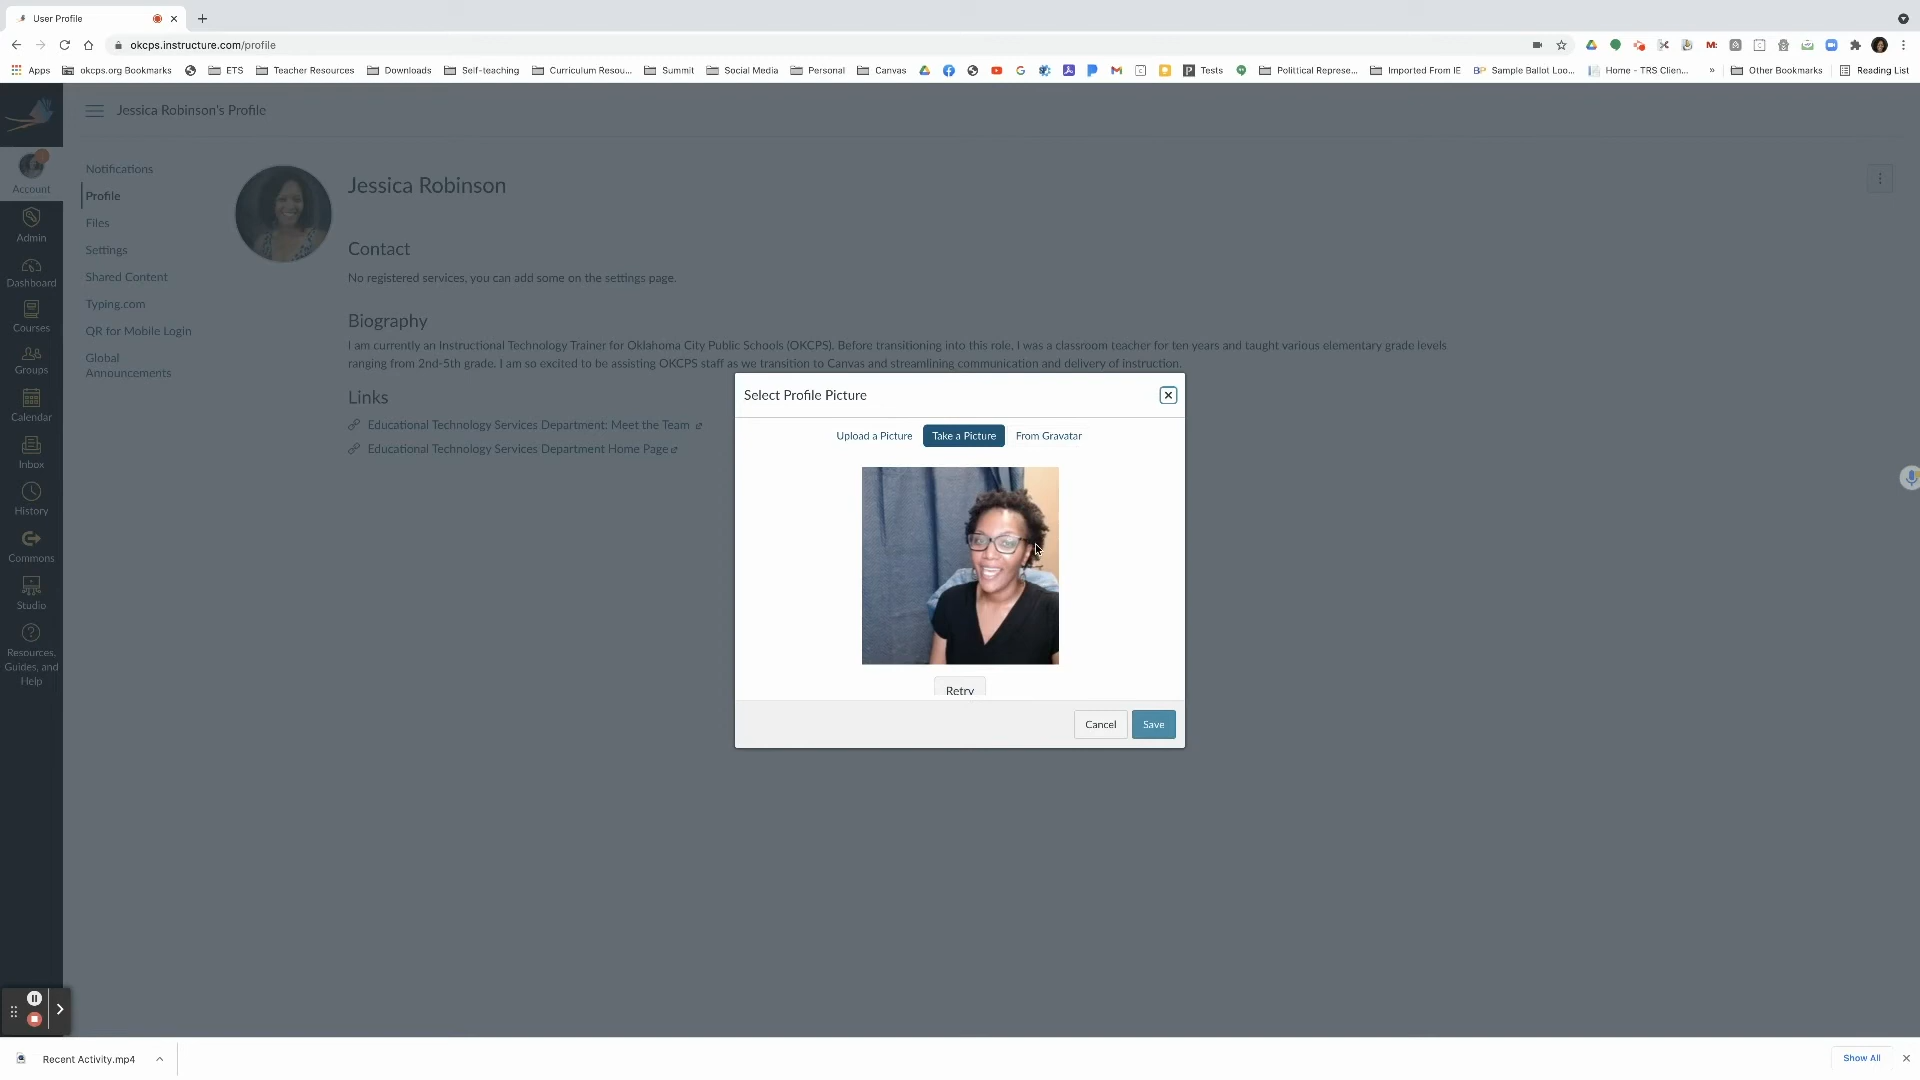 User Profile
okcps.instructure.com/profile
Apps
okcps.org Bookmarks
ETS
Teacher Resources
Downloads
Self-teaching
Curriculum Resou...
Summit
Social Media
Personal
Canvas
Tests
Polittical Represe...
Imported From IE
Sample Ballot Loo...
Home - TRS Clien...
»
Other Bookmarks
Reading List
Jessica Robinson's Profile
Account
Admin
Dashboard
Courses
Groups
Calendar
Inbox
History
Commons
Studio
Resources,
Guides, and
Help
Notifications
Profile
Files
Settings
Shared Content
Typing.com
QR for Mobile Login
Global
Announcements
Jessica Robinson
Contact
No registered services, you can add some on the settings page.
Biography
I am currently an Instructional Technology Trainer for Oklahoma City Public Schools (OKCPS). Before transitioning into this role, I was a classroom teacher for ten years and taught various elementary grade levels
ranging from 2nd-5th grade. I am so excited to be assisting OKCPS staff as we transition to Canvas and streamlining communication and delivery of instruction.
Links
Educational Technology Services Department: Meet the Team
Educational Technology Services Department Home Page
Select Profile Picture
Upload a Picture
Take a Picture
From Gravatar
Retry
Cancel
Save
Recent Activity.mp4
Show All